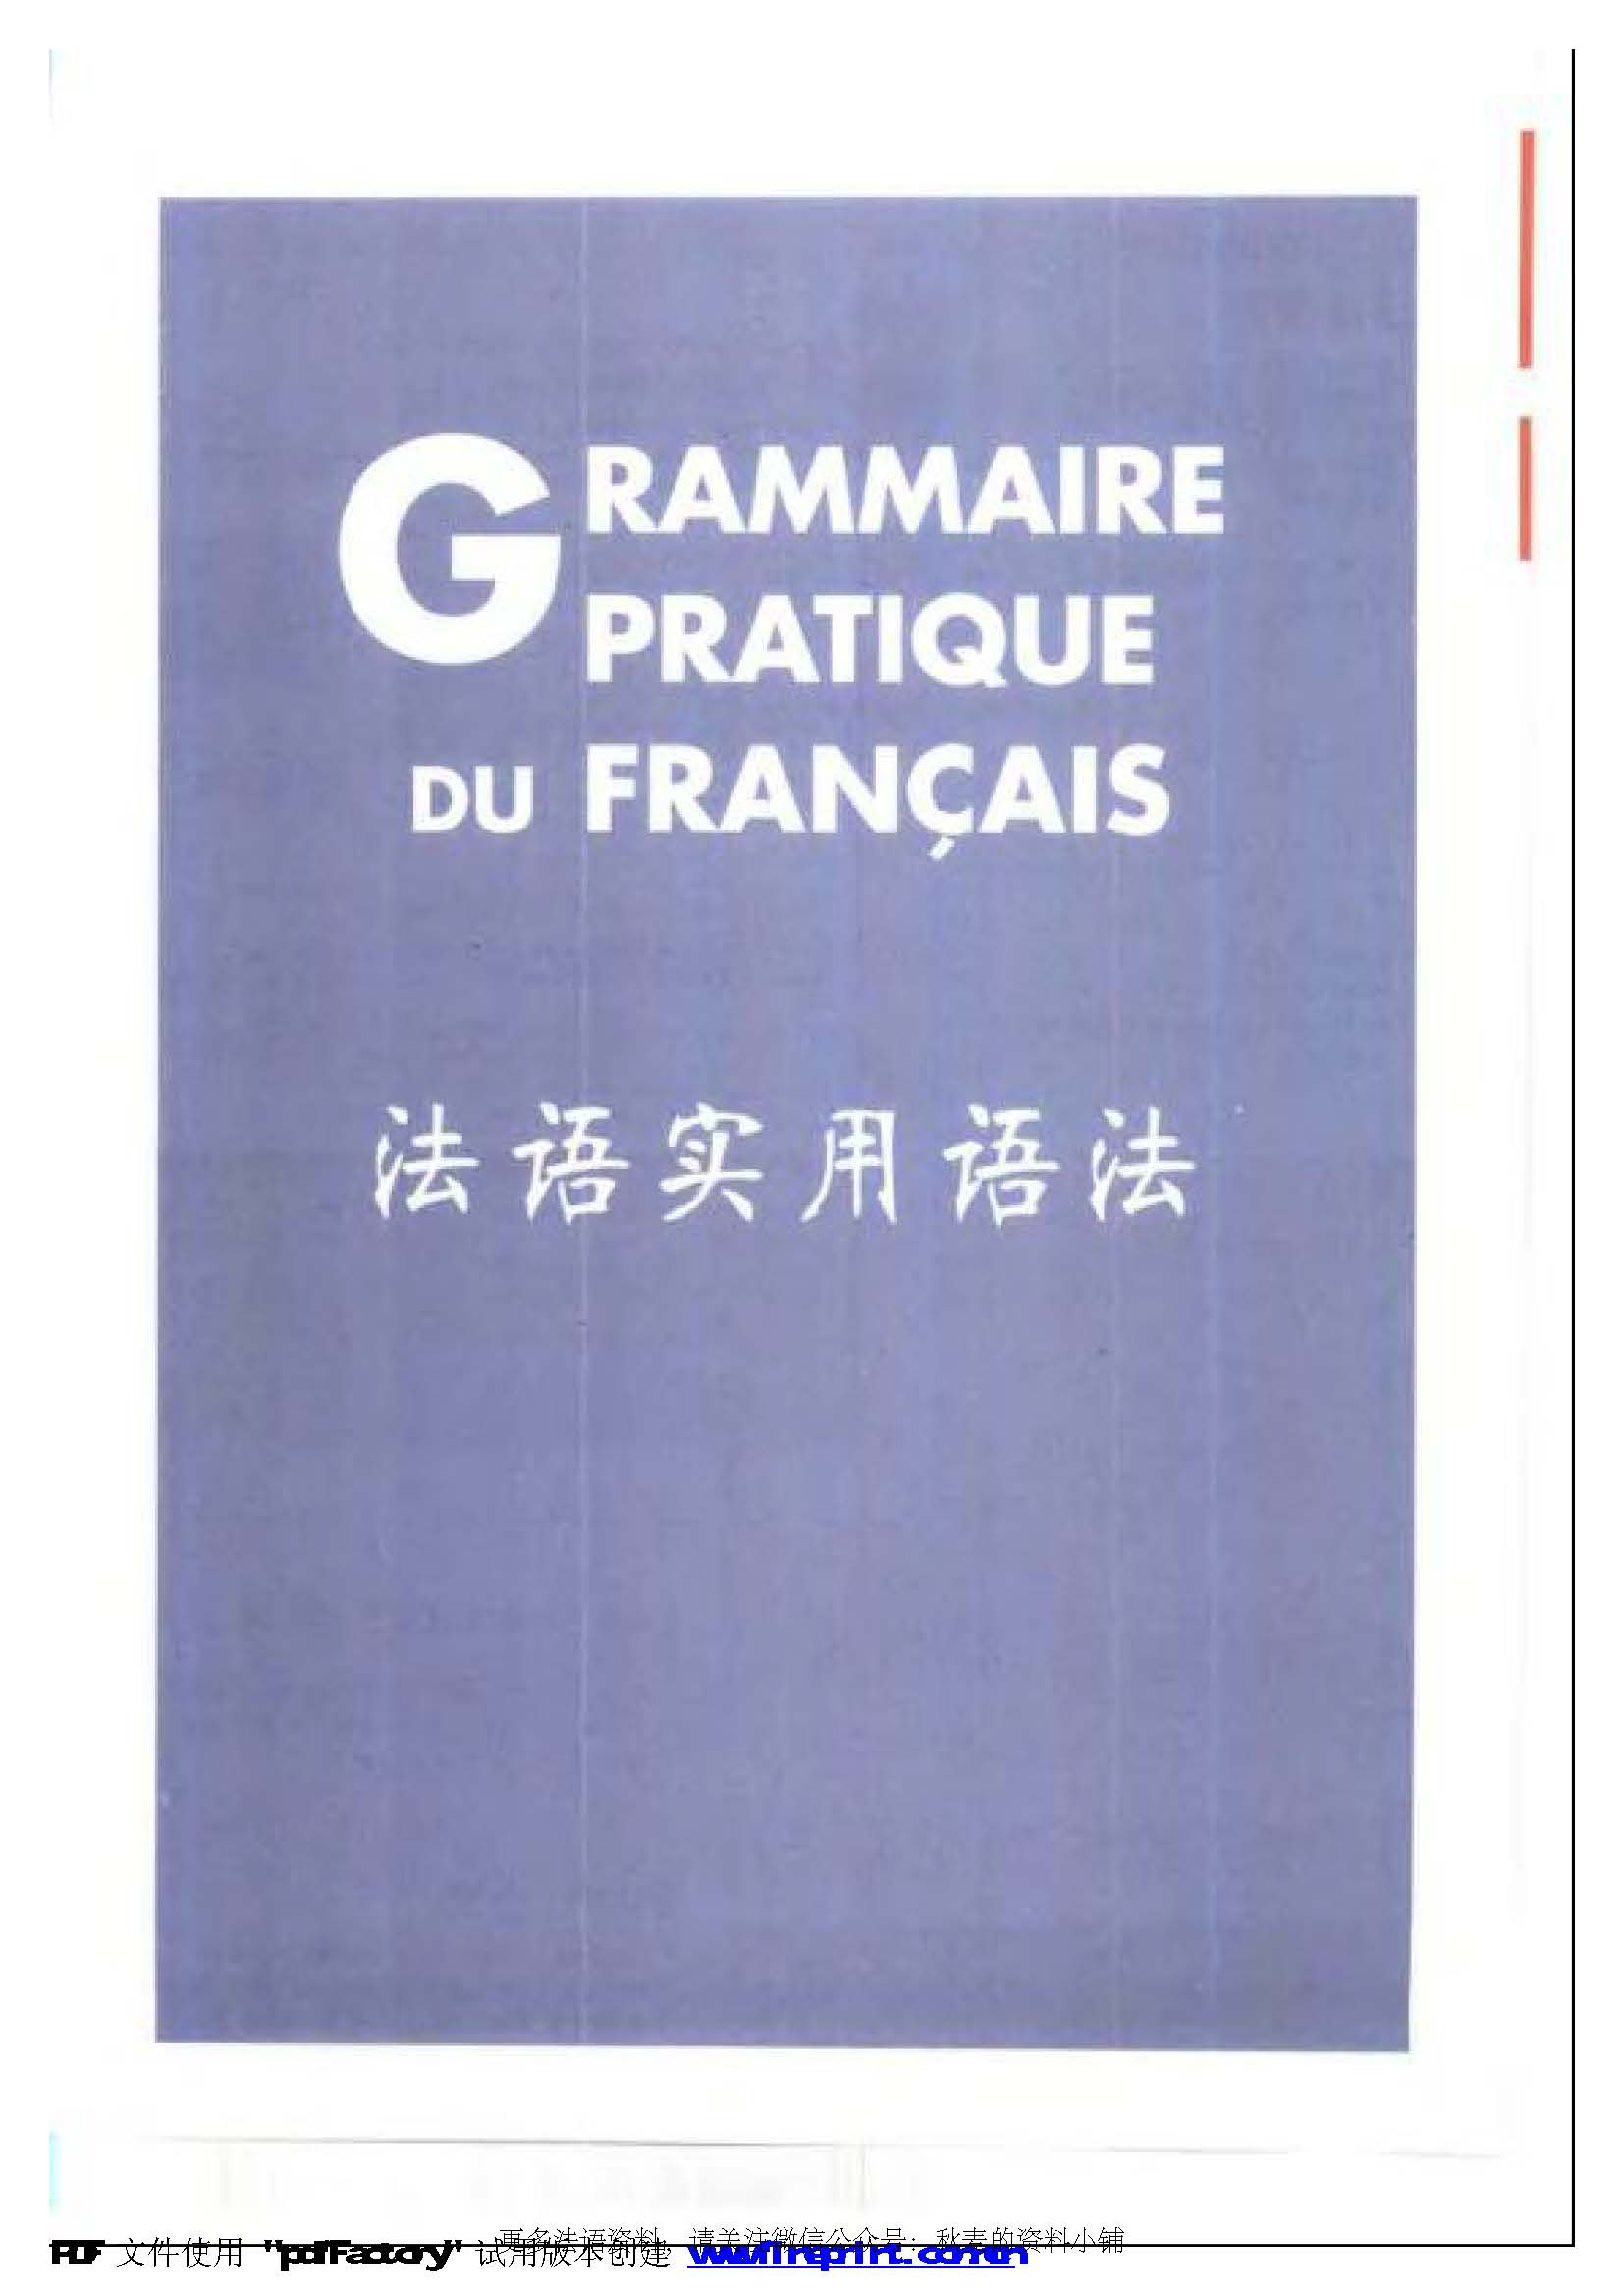 GRAMMAIRE
PRATIQUE
DU FRANÇAIS
法语实用语法
更多法语资料，请关注微信公众号：秋麦的资料小铺
PDF 文件使用 "pdfFactory" 试用版本创建 www.fineprint.com.cn